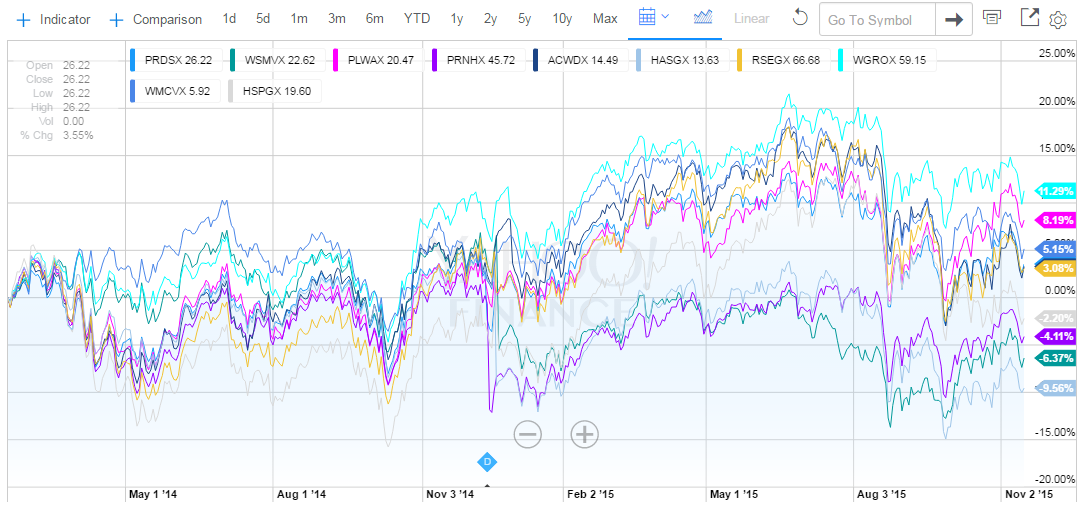 Indicator Comparison 1d 5d 1m 3m 6m YTD 1y 2y 5y 10y Max Linear Go To Symbol
PRDSX 26.22 WSMVX 22.62 PLWAX 20.47 PRNHX 45.72 ACWDX 14.49 HASGX 13.63 RSEGX 66.68 WGROX 59.15
WMCVX 5.92 HSPGX 19.60
Open 26.22
Close 26.22
Low 26.22
High 26.22
Vol 0.00
% Chg 3.55%
25.00%
20.00%
15.00%
11.29%
8.19%
5.15%
3.08%
0.00%
-2.20%
-4.11%
-6.37%
-9.56%
-15.00%
-20.00%
D
May 1 '14 Aug 1 '14 Nov 3 '14 Feb 2 '15 May 1 '15 Aug 3 '15 Nov 2 '15